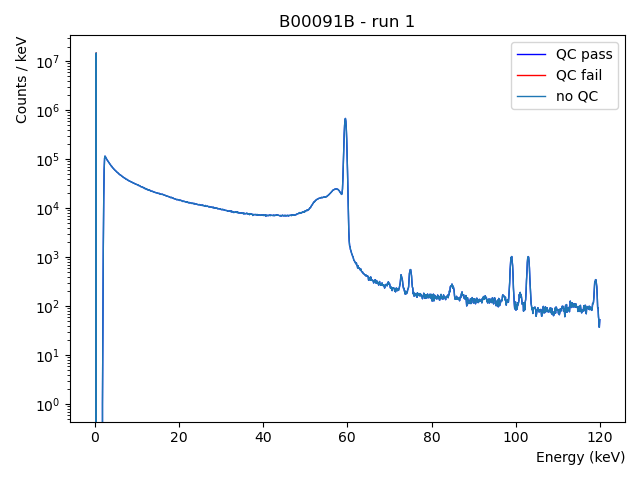 B00091B - run 1
Counts / keV
10⁷
10⁶
10⁵
10⁴
10³
10²
10¹
10⁰
QC pass
QC fail
no QC
0 20 40 60 80 100 120
Energy (keV)